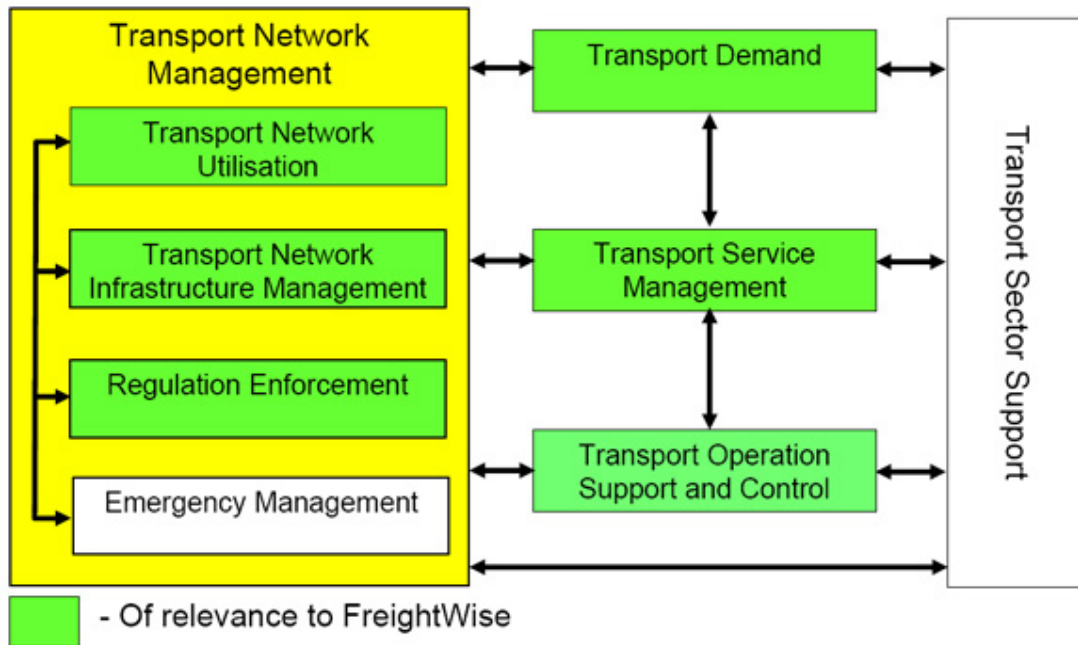 Transport Network
Management
Transport Network
Utilisation
Transport Network
Infrastructure Management
Regulation Enforcement
Emergency Management
Transport Demand
Transport Service
Management
Transport Operation
Support and Control
Transport Sector Support
- Of relevance to FreightWise